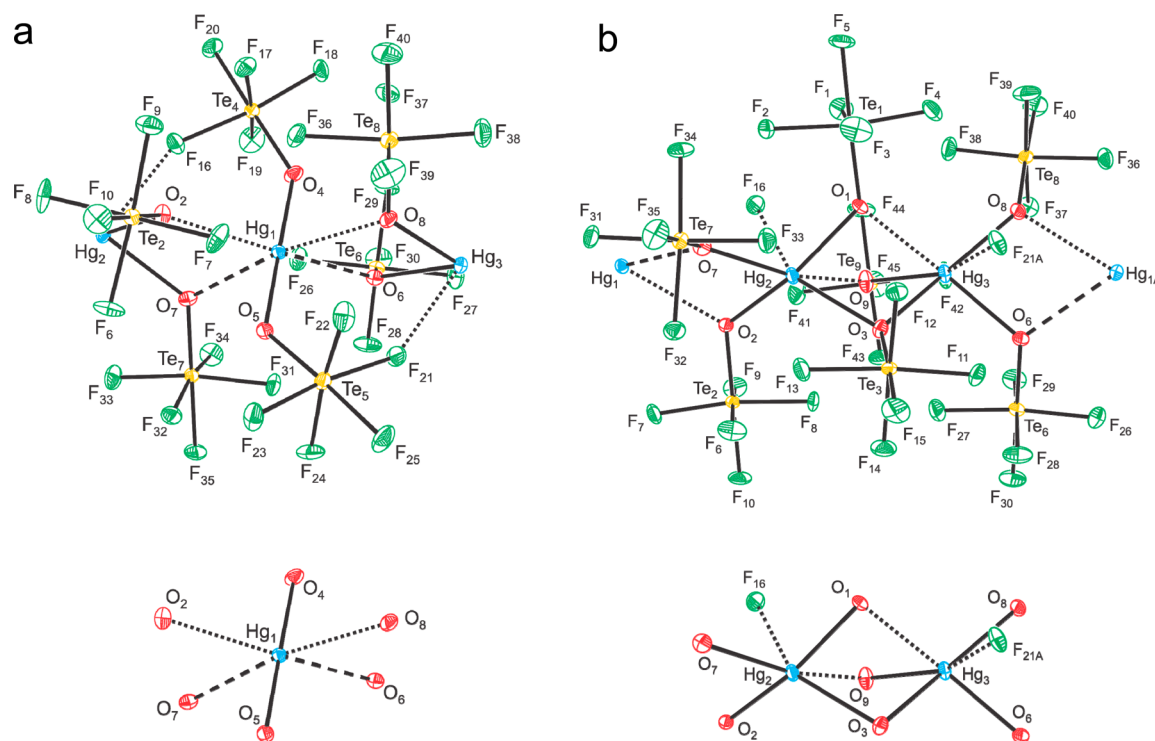 a
F20
F17
F18
F40
Te4
F9
F37
F36
Te8
F38
F16
F19
F39
O4
F8
F10
O2
F29
O8
Hg1
Te6
F30
Hg3
Hg2
Te2
F7
F26
O6
F27
F6
O7
F22
F28
O5
F34
F21
Te7
F31
Te5
F33
F32
F23
F35
F24
F25
O4
O2
Hg1
O8
O7
O6
O5
b
F5
F39
F1
F4
F40
F2
Te1
F34
F3
F38
F36
F16
Te8
O1
O8
F31
F35
Te7
F44
F37
F33
F21A
Hg1
O7
Te9
F45
Hg3
Hg1A
Hg2
O9
F42
O2
F41
O3
F12
O6
F32
F43
F11
F9
F13
Te3
F29
Te2
F7
F8
F15
F27
Te6
F26
F6
F14
F28
F10
F30
F16
O1
O8
O7
F21A
Hg2
O9
Hg3
O2
O3
O6